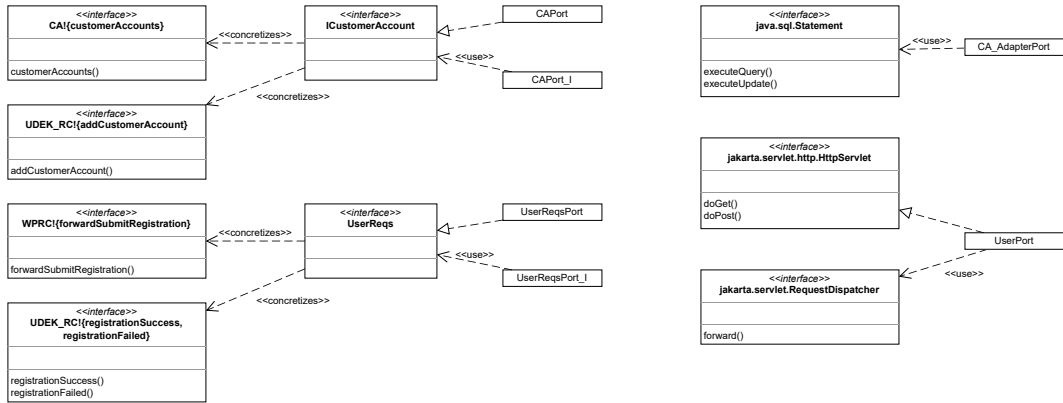 <<interface>>
CA!{customerAccounts}
customerAccounts()
<<concretizes>>
<<interface>>
ICustomerAccount
CAPort
<<use>>
CAPort_I
<<concretizes>>
<<interface>>
UDEK_RC!{addCustomerAccount}
addCustomerAccount()
<<interface>>
WPRC!{forwardSubmitRegistration}
forwardSubmitRegistration()
<<concretizes>>
<<interface>>
UserReqs
UserReqsPort
<<use>>
UserReqsPort_I
<<concretizes>>
<<interface>>
UDEK_RC!{registrationSuccess,
registrationFailed}
registrationSuccess()
registrationFailed()
<<interface>>
java.sql.Statement
executeQuery()
executeUpdate()
<<use>>
CA_AdapterPort
<<interface>>
jakarta.servlet.http.HttpServlet
doGet()
doPost()
UserPort
<<use>>
<<interface>>
jakarta.servlet.RequestDispatcher
forward()